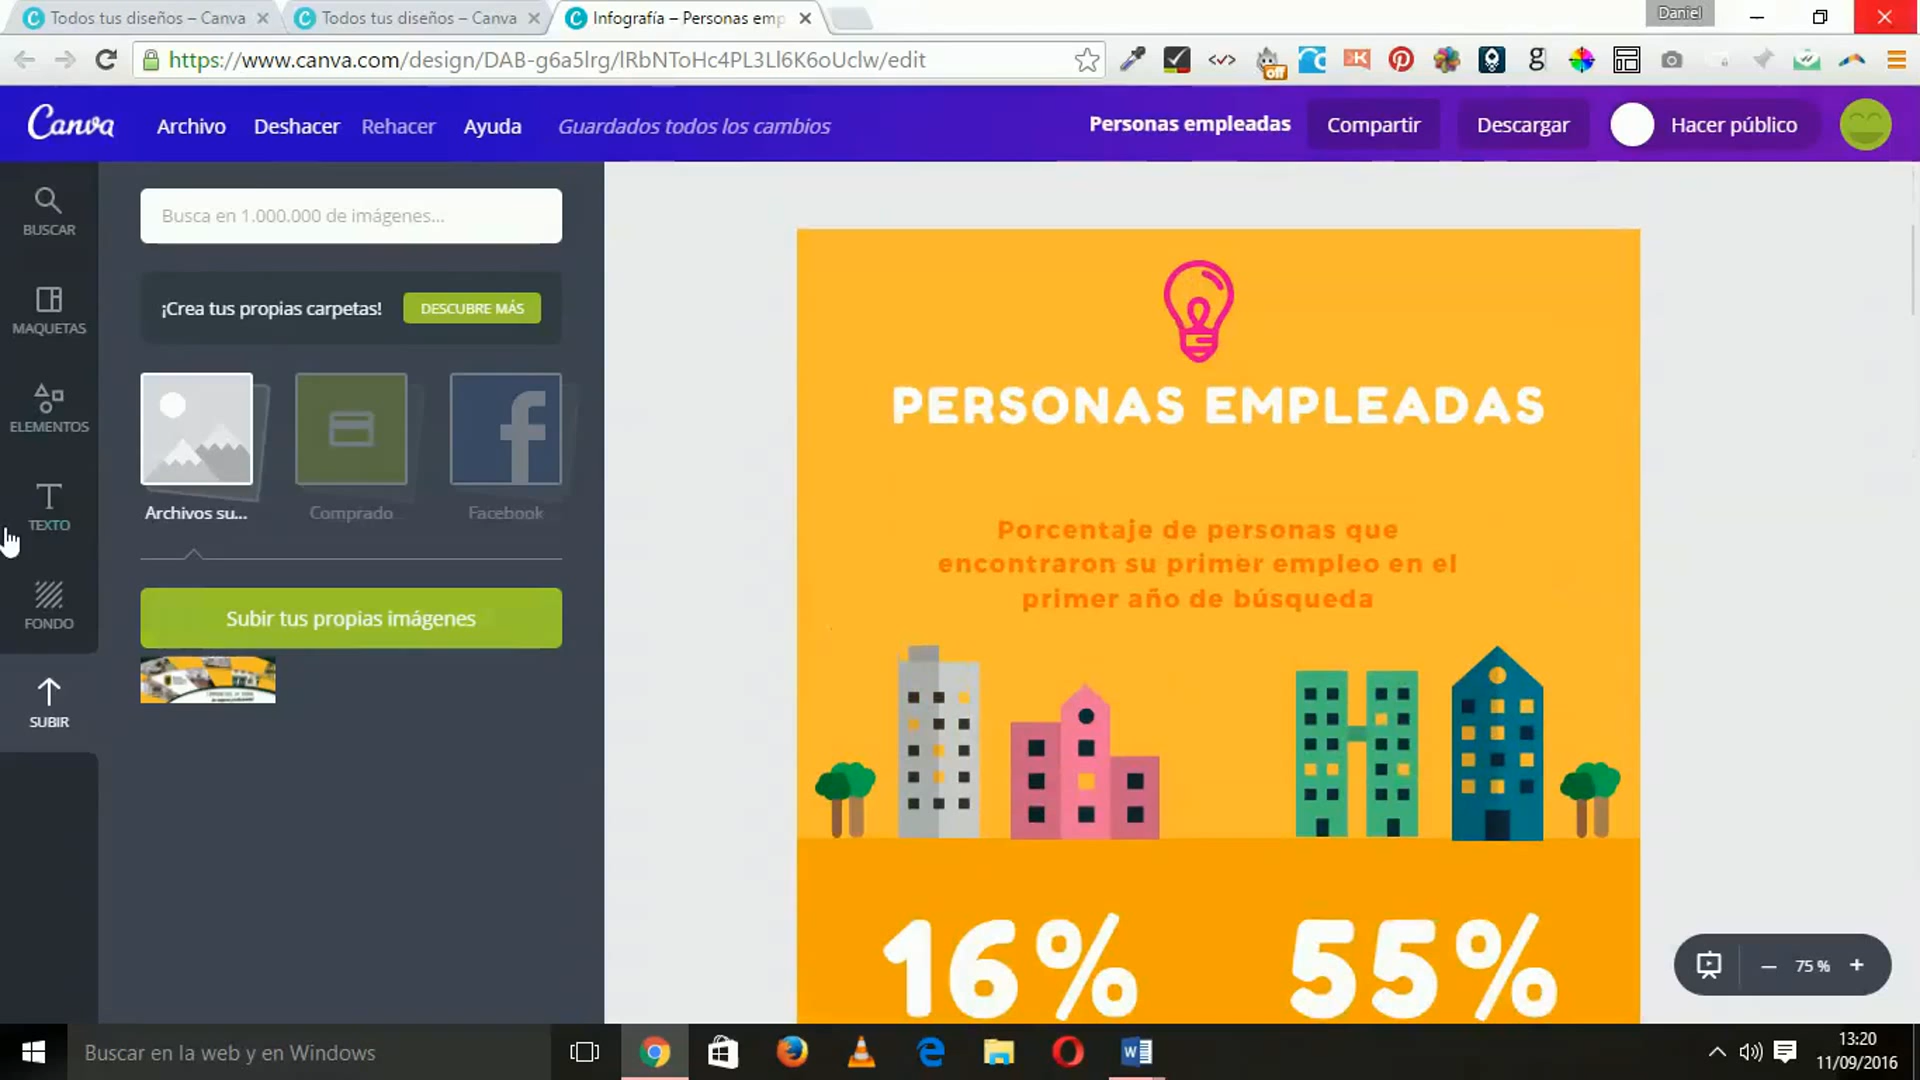 Todos tus diseños – Canva
Todos tus diseños – Canva
Infografía – Personas emp
Daniel
https://www.canva.com/design/DAB-g6a5lrg/lRbNToHc4PL3Ll6K6oUclw/edit
Canva
Archivo
Deshacer
Rehacer
Ayuda
Guardados todos los cambios
Personas empleadas
Compartir
Descargar
Hacer público
BUSCAR
MAQUETAS
ELEMENTOS
TEXTO
FONDO
SUBIR
Busca en 1.000.000 de imágenes...
¡Crea tus propias carpetas!
DESCUBRE MÁS
Archivos su...
Comprado
Facebook
Subir tus propias imágenes
PERSONAS EMPLEADAS
Porcentaje de personas que
encontraron su primer empleo en el
primer año de búsqueda
16%
55%
75 %
Buscar en la web y en Windows
13:20
11/09/2016